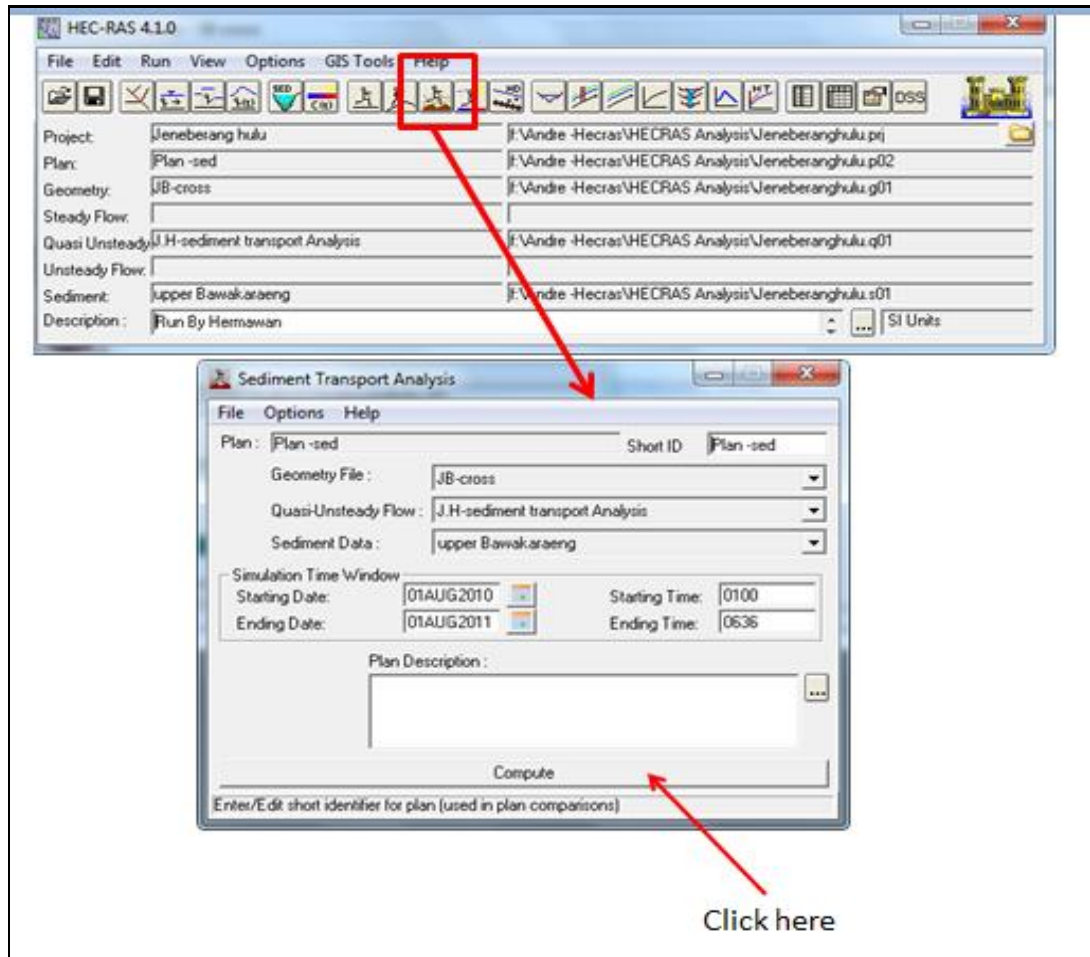 HEC-RAS 4.1.0
File Edit Run View Options GIS Tools Help
SED DSS
Project: Jeneberang hulu f:\Andre -Hecras\HECRAS Analysis\Jeneberanghulu.prj
Plan: Plan -sed f:\Andre -Hecras\HECRAS Analysis\Jeneberanghulu.p02
Geometry: JB-cross f:\Andre -Hecras\HECRAS Analysis\Jeneberanghulu.g01
Steady Flow:
Quasi Unsteady J.H-sediment transport Analysis f:\Andre -Hecras\HECRAS Analysis\Jeneberanghulu.q01
Unsteady Flow:
Sediment: upper Bawakaraeng f:\Andre -Hecras\HECRAS Analysis\Jeneberanghulu.s01
Description : Run By Hermawan ... SI Units
Sediment Transport Analysis
File Options Help
Plan : Plan -sed Short ID Plan -sed
Geometry File : JB-cross
Quasi-Unsteady Flow : J.H-sediment transport Analysis
Sediment Data : upper Bawakaraeng
Simulation Time Window
Starting Date: 01AUG2010 Starting Time: 0100
Ending Date: 01AUG2011 Ending Time: 0636
Plan Description :
...
Compute
Enter/Edit short identifier for plan (used in plan comparisons)
Click here